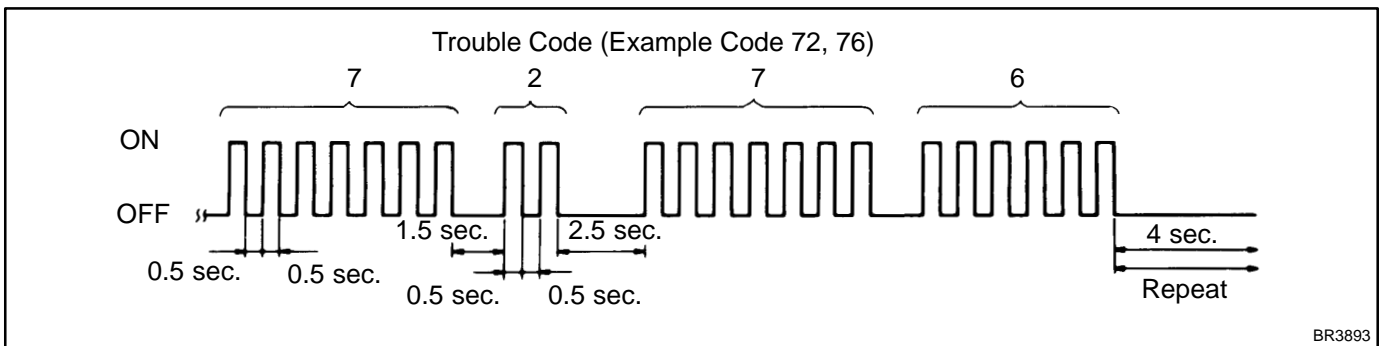 Trouble Code (Example Code 72, 76)
7 2 7 6
ON
OFF
1.5 sec. 2.5 sec. 4 sec.
0.5 sec. 0.5 sec.
0.5 sec. 0.5 sec.
Repeat
BR3893